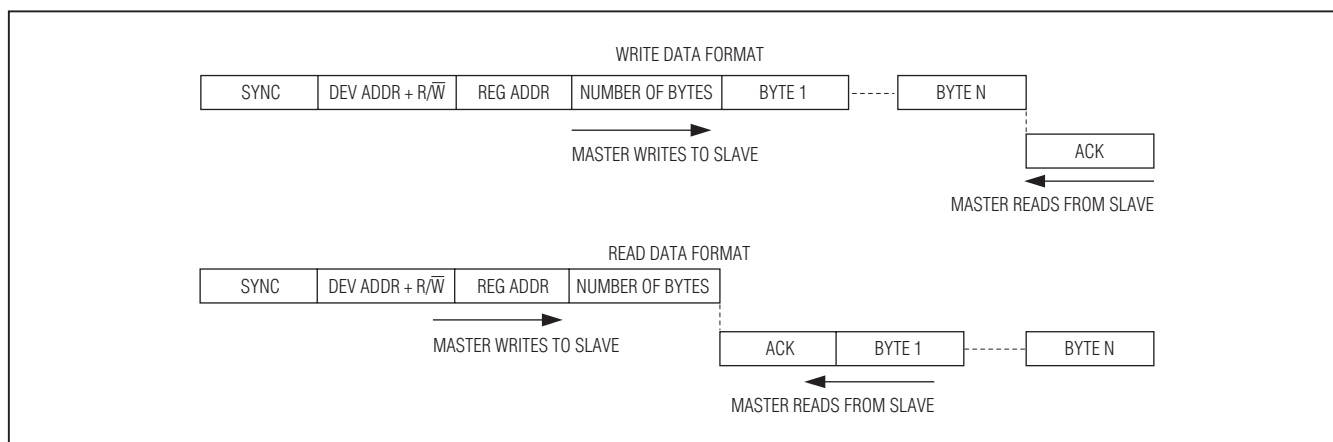 WRITE DATA FORMAT
SYNC DEV ADDR + R/W̅ REG ADDR NUMBER OF BYTES BYTE 1 BYTE N
MASTER WRITES TO SLAVE
ACK
MASTER READS FROM SLAVE
READ DATA FORMAT
SYNC DEV ADDR + R/W̅ REG ADDR NUMBER OF BYTES
MASTER WRITES TO SLAVE
ACK BYTE 1 BYTE N
MASTER READS FROM SLAVE